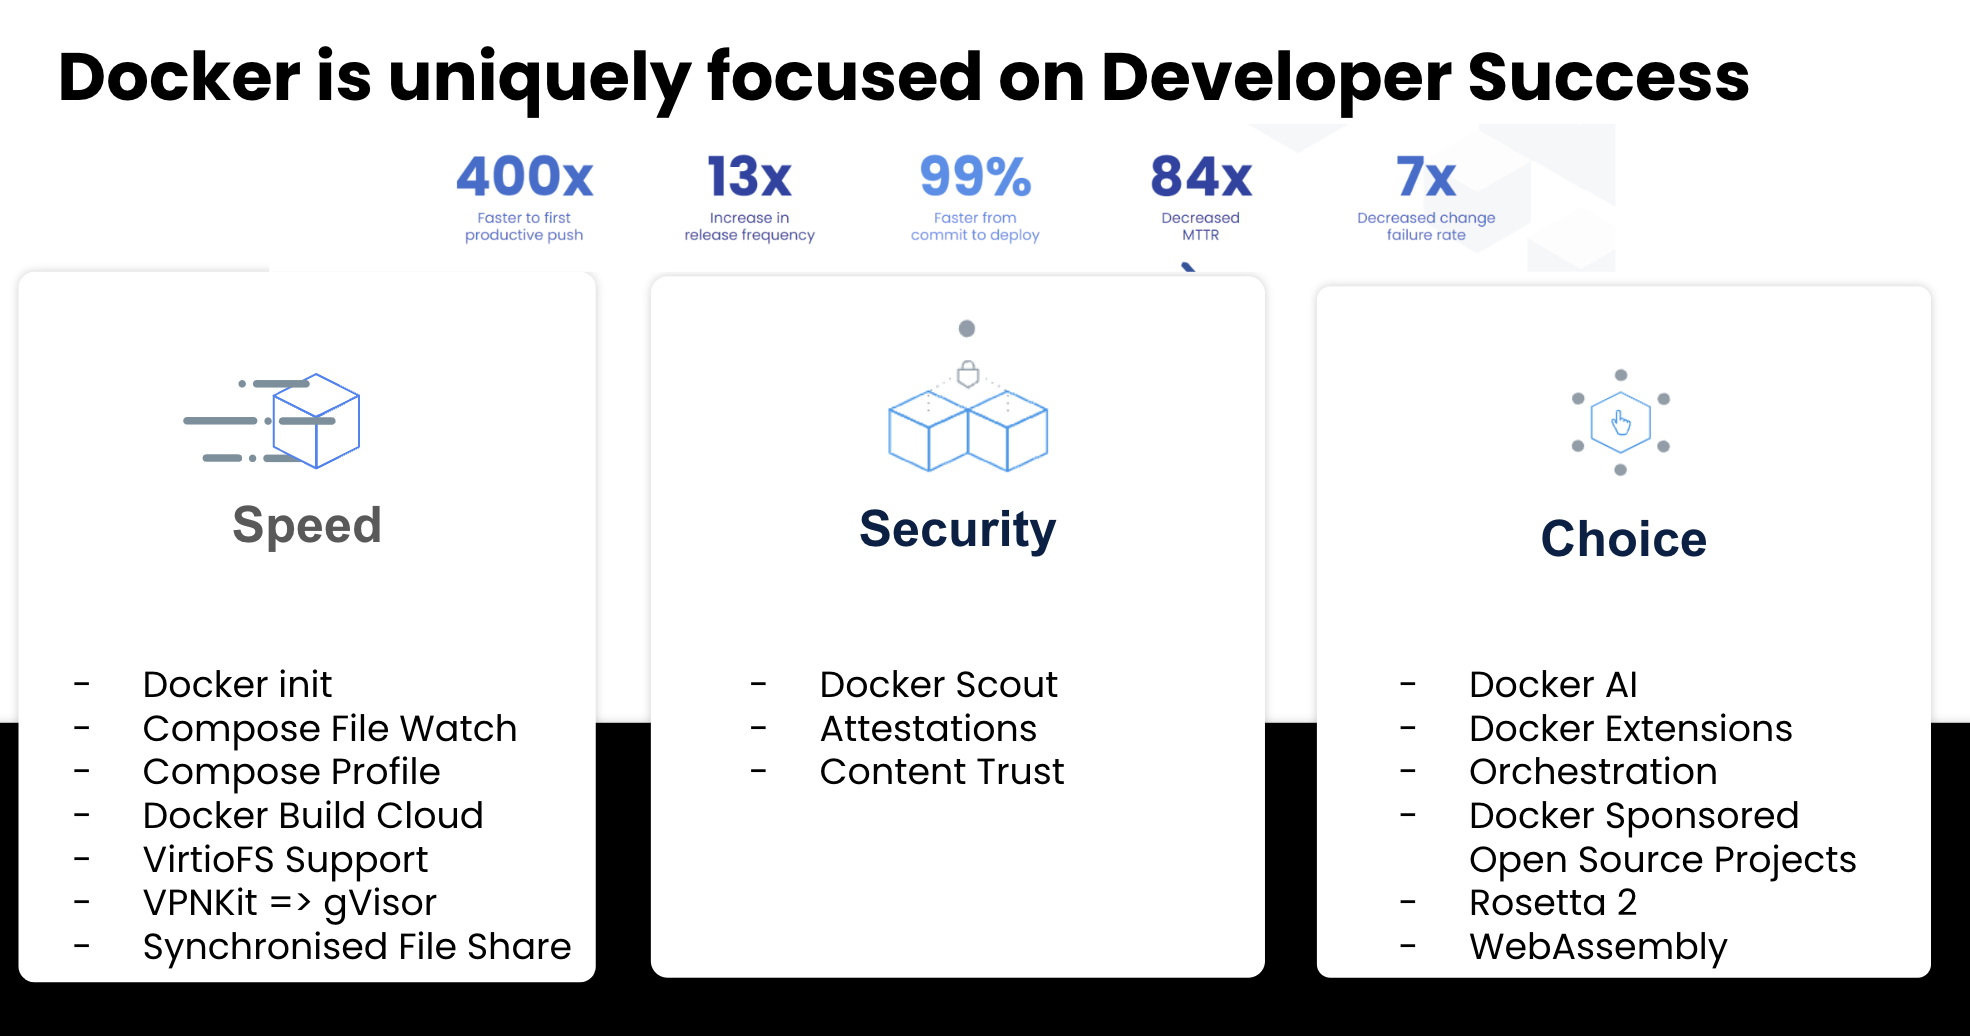 Docker is uniquely focused on Developer Success
400x
Faster to first
productive push
13x
Increase in
release frequency
99%
Faster from
commit to deploy
84x
Decreased
MTTR
7x
Decreased change
failure rate
Speed
- Docker init
- Compose File Watch
- Compose Profile
- Docker Build Cloud
- VirtioFS Support
- VPNKit => gVisor
- Synchronised File Share
Security
- Docker Scout
- Attestations
- Content Trust
Choice
- Docker AI
- Docker Extensions
- Orchestration
- Docker Sponsored
Open Source Projects
- Rosetta 2
- WebAssembly